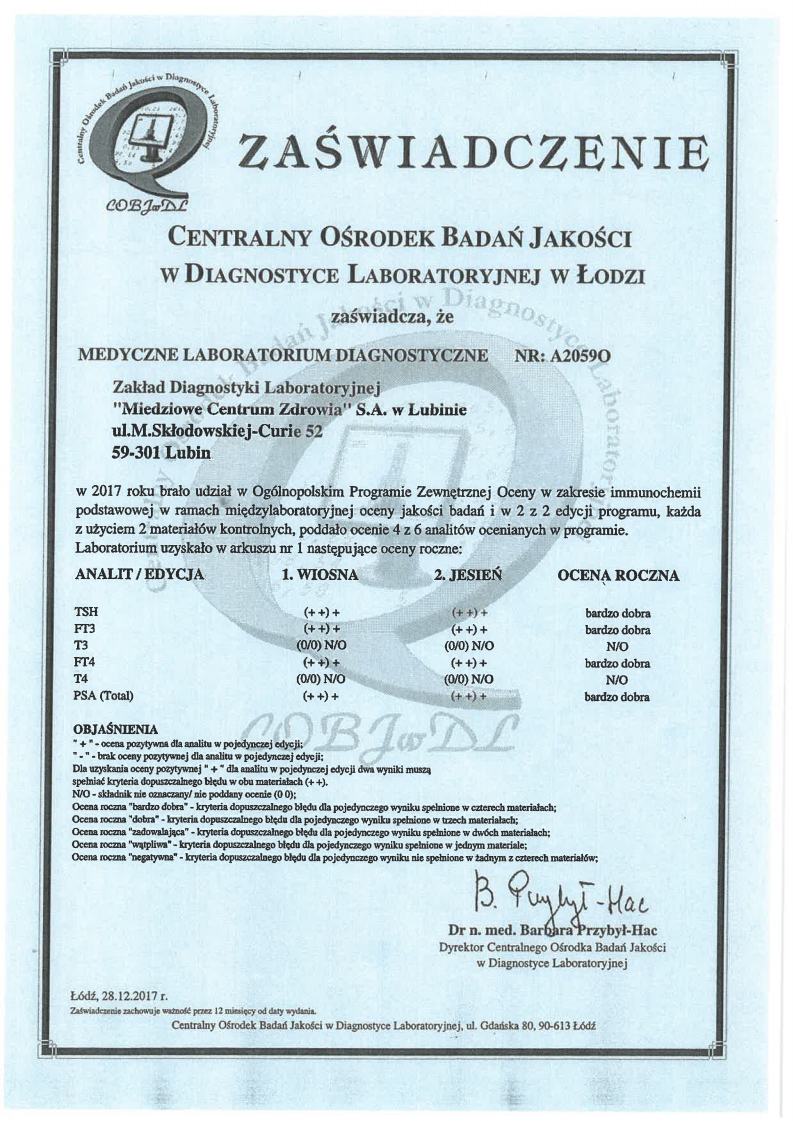 Centralny Ośrodek Badań Jakości w Diagnostyce Laboratoryjnej
COBJwDL
ZAŚWIADCZENIE
CENTRALNY OŚRODEK BADAŃ JAKOŚCI
W DIAGNOSTYCE LABORATORYJNEJ W ŁODZI
zaświadcza, że
MEDYCZNE LABORATORIUM DIAGNOSTYCZNE NR: A2059O
Zakład Diagnostyki Laboratoryjnej
"Miedziowe Centrum Zdrowia" S.A. w Lubinie
ul.M.Skłodowskiej-Curie 52
59-301 Lubin
w 2017 roku brało udział w Ogólnopolskim Programie Zewnętrznej Oceny w zakresie immunochemii
podstawowej w ramach międzylaboratoryjnej oceny jakości badań i w 2 z 2 edycji programu, każda
z użyciem 2 materiałów kontrolnych, poddało ocenie 4 z 6 analitów ocenianych w programie.
Laboratorium uzyskało w arkuszu nr 1 następujące oceny roczne:
ANALIT / EDYCJA 1. WIOSNA 2. JESIEŃ OCENA ROCZNA
TSH (+ +) + (+ +) + bardzo dobra
FT3 (+ +) + (+ +) + bardzo dobra
T3 (0/0) N/O (0/0) N/O N/O
FT4 (+ +) + (+ +) + bardzo dobra
T4 (0/0) N/O (0/0) N/O N/O
PSA (Total) (+ +) + (+ +) + bardzo dobra
COBJwDL
OBJAŚNIENIA
" + " - ocena pozytywna dla analitu w pojedynczej edycji;
" - " - brak oceny pozytywnej dla analitu w pojedynczej edycji;
Dla uzyskania oceny pozytywnej " + " dla analitu w pojedynczej edycji dwa wyniki muszą
spełniać kryteria dopuszczalnego błędu w obu materiałach (+ +).
N/O - składnik nie oznaczany/ nie poddany ocenie (0 0);
Ocena roczna "bardzo dobra" - kryteria dopuszczalnego błędu dla pojedynczego wyniku spełnione w czterech materiałach;
Ocena roczna "dobra" - kryteria dopuszczalnego błędu dla pojedynczego wyniku spełnione w trzech materiałach;
Ocena roczna "zadowalająca" - kryteria dopuszczalnego błędu dla pojedynczego wyniku spełnione w dwóch materiałach;
Ocena roczna "wątpliwa" - kryteria dopuszczalnego błędu dla pojedynczego wyniku spełnione w jednym materiale;
Ocena roczna "negatywna" - kryteria dopuszczalnego błędu dla pojedynczego wyniku nie spełnione w żadnym z czterech materiałów;
B. Przybył-Hac
Dr n. med. Barbara Przybył-Hac
Dyrektor Centralnego Ośrodka Badań Jakości
w Diagnostyce Laboratoryjnej
Łódź, 28.12.2017 r.
Zaświadczenie zachowuje ważność przez 12 miesięcy od daty wydania.
Centralny Ośrodek Badań Jakości w Diagnostyce Laboratoryjnej, ul. Gdańska 80, 90-613 Łódź